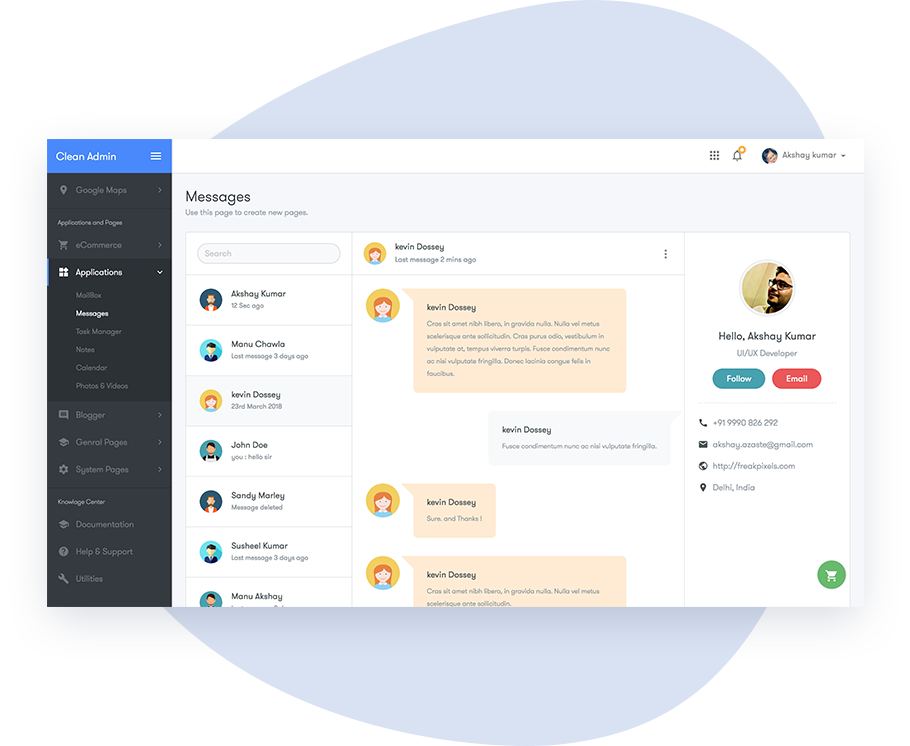 Clean Admin
Akshay kumar
Google Maps
Applications and Pages
eCommerce
Applications
MailBox
Messages
Task Manager
Notes
Calendar
Photos & Videos
Blogger
Genral Pages
System Pages
Knowlage Center
Documentation
Help & Support
Utilities
Messages
Use this page to create new pages.
Search
Akshay Kumar
12 Sec ago
Manu Chawla
Last message 3 days ago
kevin Dossey
23rd March 2018
John Doe
you : hello sir
Sandy Marley
Message deleted
Susheel Kumar
Last message 3 days ago
Manu Akshay
kevin Dossey
Last message 2 mins ago
kevin Dossey
Cras sit amet nibh libero, in gravida nulla. Nulla vel metus
scelerisque ante sollicitudin. Cras purus odio, vestibulum in
vulputate at, tempus viverra turpis. Fusce condimentum nunc
ac nisi vulputate fringilla. Donec lacinia congue felis in
faucibus.
kevin Dossey
Fusce condimentum nunc ac nisi vulputate fringilla.
kevin Dossey
Sure. and Thanks !
kevin Dossey
Cras sit amet nibh libero, in gravida nulla. Nulla vel metus
scelerisque ante sollicitudin.
Hello, Akshay Kumar
UI/UX Developer
Follow
Email
+91 9990 826 292
akshay.azaste@gmail.com
http://freakpixels.com
Delhi, India